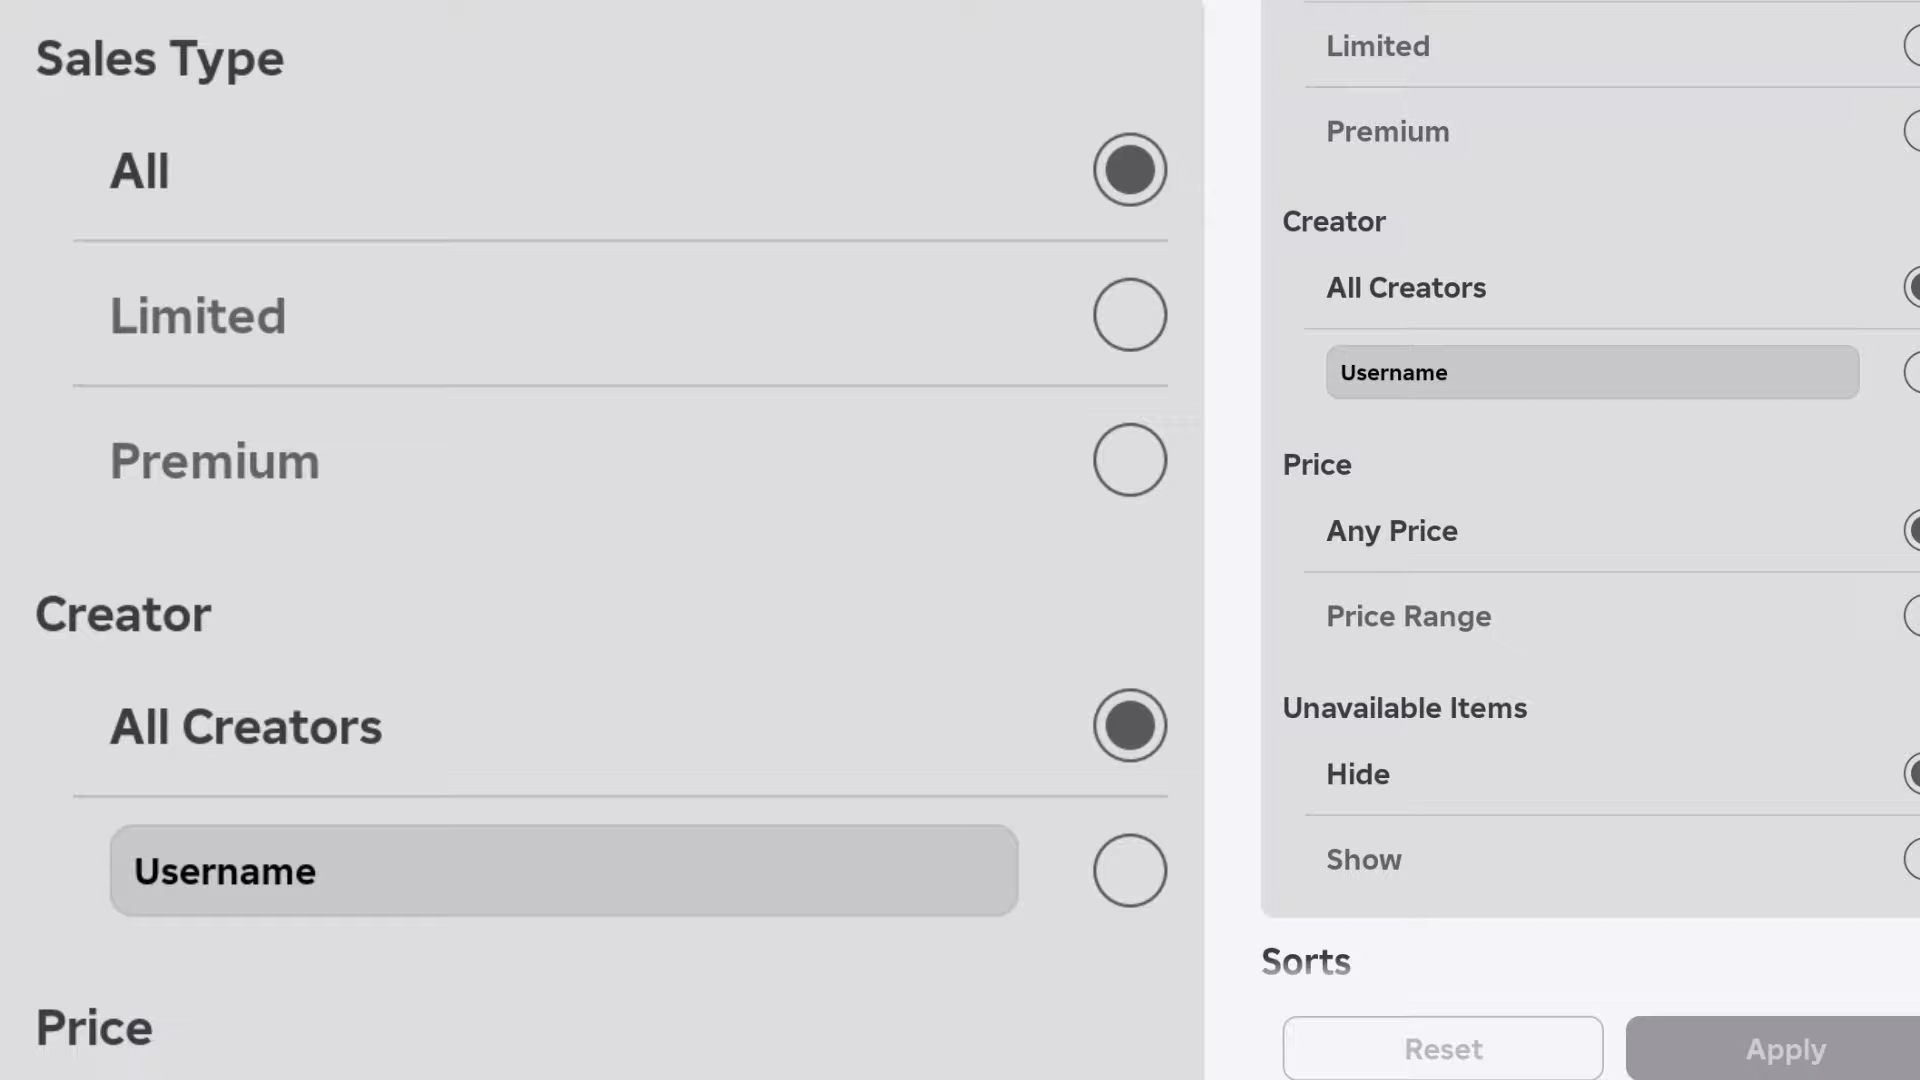 Sales Type
All
Limited
Premium
Creator
All Creators
Username
Price
Limited
Premium
Creator
All Creators
Username
Price
Any Price
Price Range
Unavailable Items
Hide
Show
Sorts
Reset
Apply